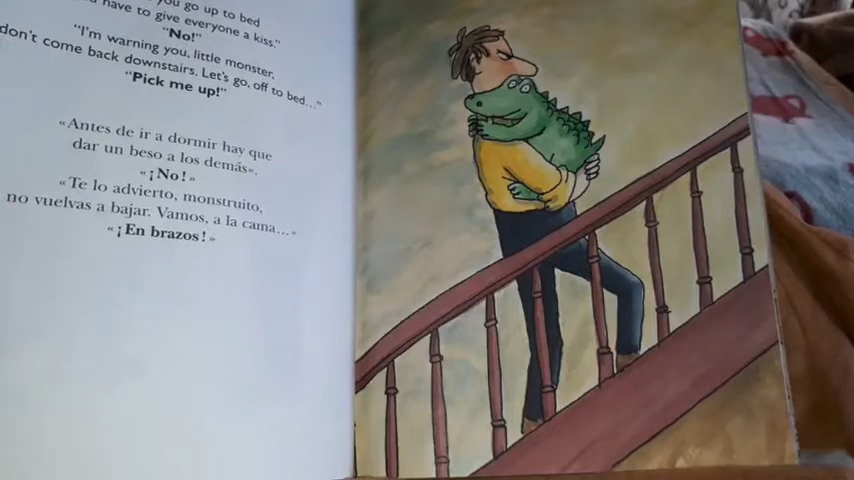 you go up to bed
have to give everyone a kiss."
"No!"
"I'm warning you, little monster,
don't come back downstairs. Let's go, off to bed…"
"Pick me up!"
«Antes de ir a dormir hay que
dar un beso a los demás».
«¡No!»
«Te lo advierto, monstruito,
no vuelvas a bajar. Vamos, a la cama…»
«¡En brazos!»